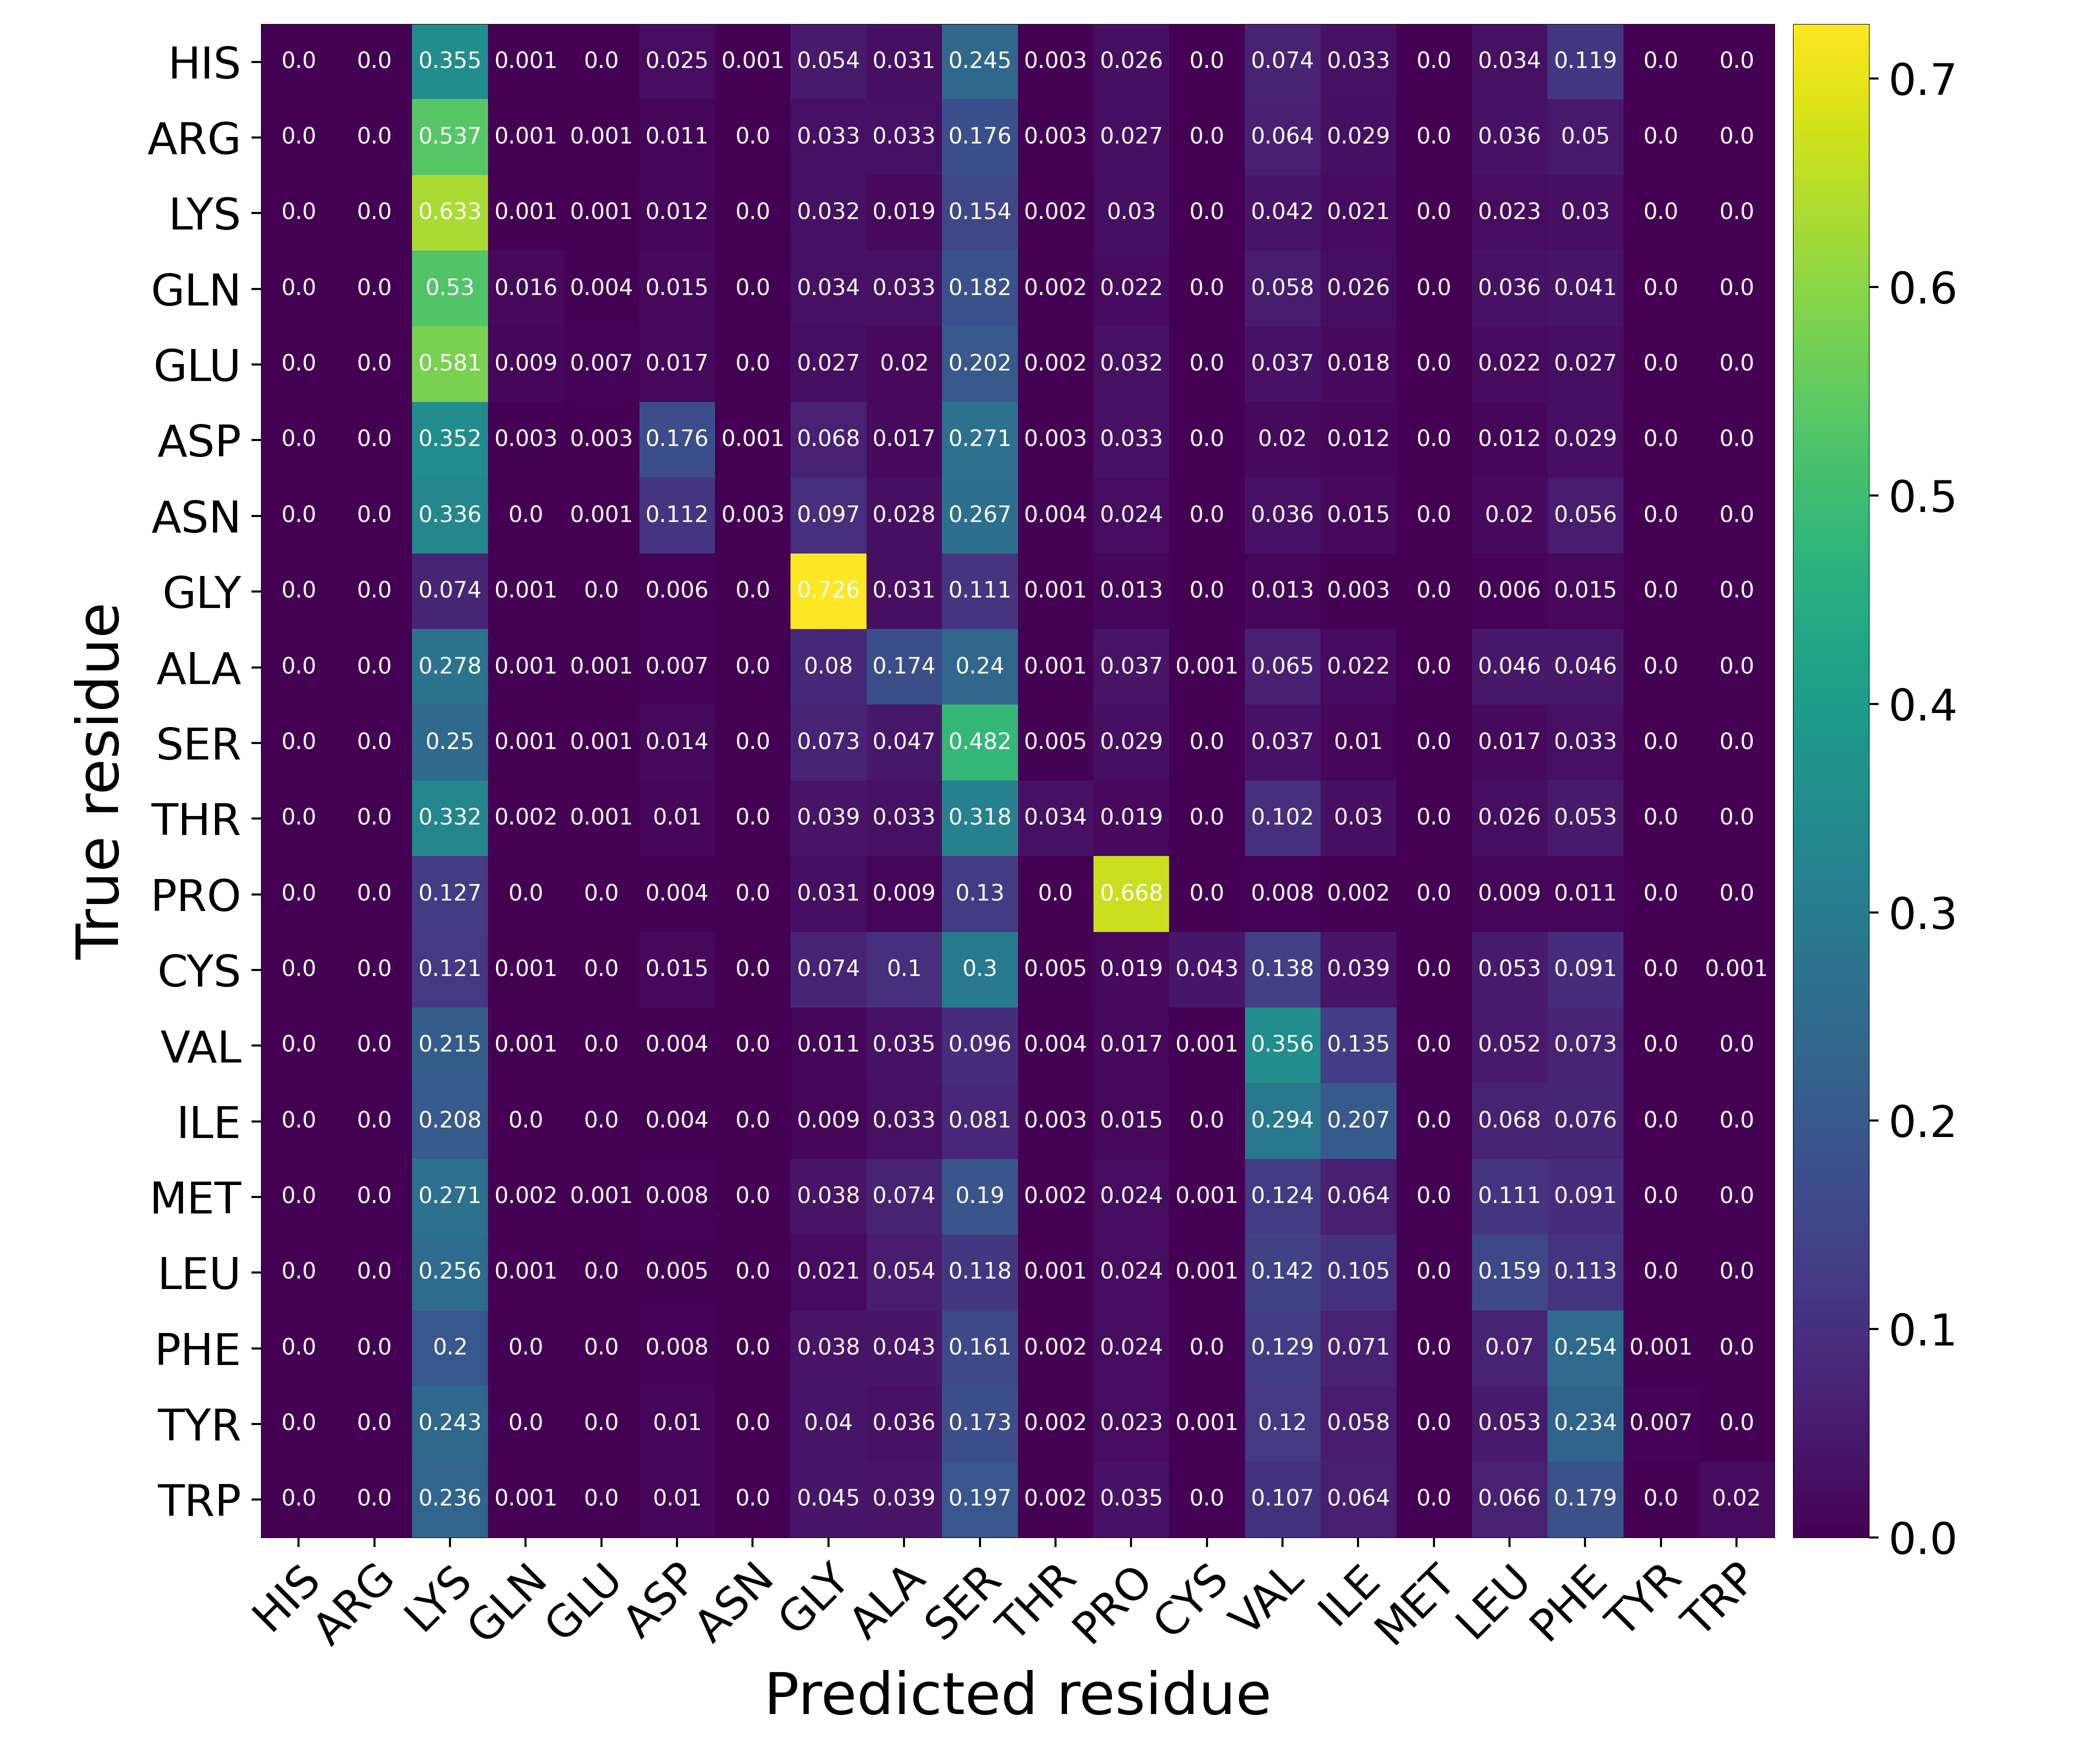 HIS 0.0 0.0 0.355 0.001 0.0 0.025 0.001 0.054 0.031 0.245 0.003 0.026 0.0 0.074 0.033 0.0 0.034 0.119 0.0 0.0
ARG 0.0 0.0 0.537 0.001 0.001 0.011 0.0 0.033 0.033 0.176 0.003 0.027 0.0 0.064 0.029 0.0 0.036 0.05 0.0 0.0
LYS 0.0 0.0 0.633 0.001 0.001 0.012 0.0 0.032 0.019 0.154 0.002 0.03 0.0 0.042 0.021 0.0 0.023 0.03 0.0 0.0
GLN 0.0 0.0 0.53 0.016 0.004 0.015 0.0 0.034 0.033 0.182 0.002 0.022 0.0 0.058 0.026 0.0 0.036 0.041 0.0 0.0
GLU 0.0 0.0 0.581 0.009 0.007 0.017 0.0 0.027 0.02 0.202 0.002 0.032 0.0 0.037 0.018 0.0 0.022 0.027 0.0 0.0
ASP 0.0 0.0 0.352 0.003 0.003 0.176 0.001 0.068 0.017 0.271 0.003 0.033 0.0 0.02 0.012 0.0 0.012 0.029 0.0 0.0
ASN 0.0 0.0 0.336 0.0 0.001 0.112 0.003 0.097 0.028 0.267 0.004 0.024 0.0 0.036 0.015 0.0 0.02 0.056 0.0 0.0
GLY 0.0 0.0 0.074 0.001 0.0 0.006 0.0 0.726 0.031 0.111 0.001 0.013 0.0 0.013 0.003 0.0 0.006 0.015 0.0 0.0
ALA 0.0 0.0 0.278 0.001 0.001 0.007 0.0 0.08 0.174 0.24 0.001 0.037 0.001 0.065 0.022 0.0 0.046 0.046 0.0 0.0
SER 0.0 0.0 0.25 0.001 0.001 0.014 0.0 0.073 0.047 0.482 0.005 0.029 0.0 0.037 0.01 0.0 0.017 0.033 0.0 0.0
THR 0.0 0.0 0.332 0.002 0.001 0.01 0.0 0.039 0.033 0.318 0.034 0.019 0.0 0.102 0.03 0.0 0.026 0.053 0.0 0.0
PRO 0.0 0.0 0.127 0.0 0.0 0.004 0.0 0.031 0.009 0.13 0.0 0.668 0.0 0.008 0.002 0.0 0.009 0.011 0.0 0.0
CYS 0.0 0.0 0.121 0.001 0.0 0.015 0.0 0.074 0.1 0.3 0.005 0.019 0.043 0.138 0.039 0.0 0.053 0.091 0.0 0.001
VAL 0.0 0.0 0.215 0.001 0.0 0.004 0.0 0.011 0.035 0.096 0.004 0.017 0.001 0.356 0.135 0.0 0.052 0.073 0.0 0.0
ILE 0.0 0.0 0.208 0.0 0.0 0.004 0.0 0.009 0.033 0.081 0.003 0.015 0.0 0.294 0.207 0.0 0.068 0.076 0.0 0.0
MET 0.0 0.0 0.271 0.002 0.001 0.008 0.0 0.038 0.074 0.19 0.002 0.024 0.001 0.124 0.064 0.0 0.111 0.091 0.0 0.0
LEU 0.0 0.0 0.256 0.001 0.0 0.005 0.0 0.021 0.054 0.118 0.001 0.024 0.001 0.142 0.105 0.0 0.159 0.113 0.0 0.0
PHE 0.0 0.0 0.2 0.0 0.0 0.008 0.0 0.038 0.043 0.161 0.002 0.024 0.0 0.129 0.071 0.0 0.07 0.254 0.001 0.0
TYR 0.0 0.0 0.243 0.0 0.0 0.01 0.0 0.04 0.036 0.173 0.002 0.023 0.001 0.12 0.058 0.0 0.053 0.234 0.007 0.0
TRP 0.0 0.0 0.236 0.001 0.0 0.01 0.0 0.045 0.039 0.197 0.002 0.035 0.0 0.107 0.064 0.0 0.066 0.179 0.0 0.02
HIS ARG LYS GLN GLU ASP ASN GLY ALA SER THR PRO CYS VAL ILE MET LEU PHE TYR TRP
Predicted residue
True residue
0.7
0.6
0.5
0.4
0.3
0.2
0.1
0.0